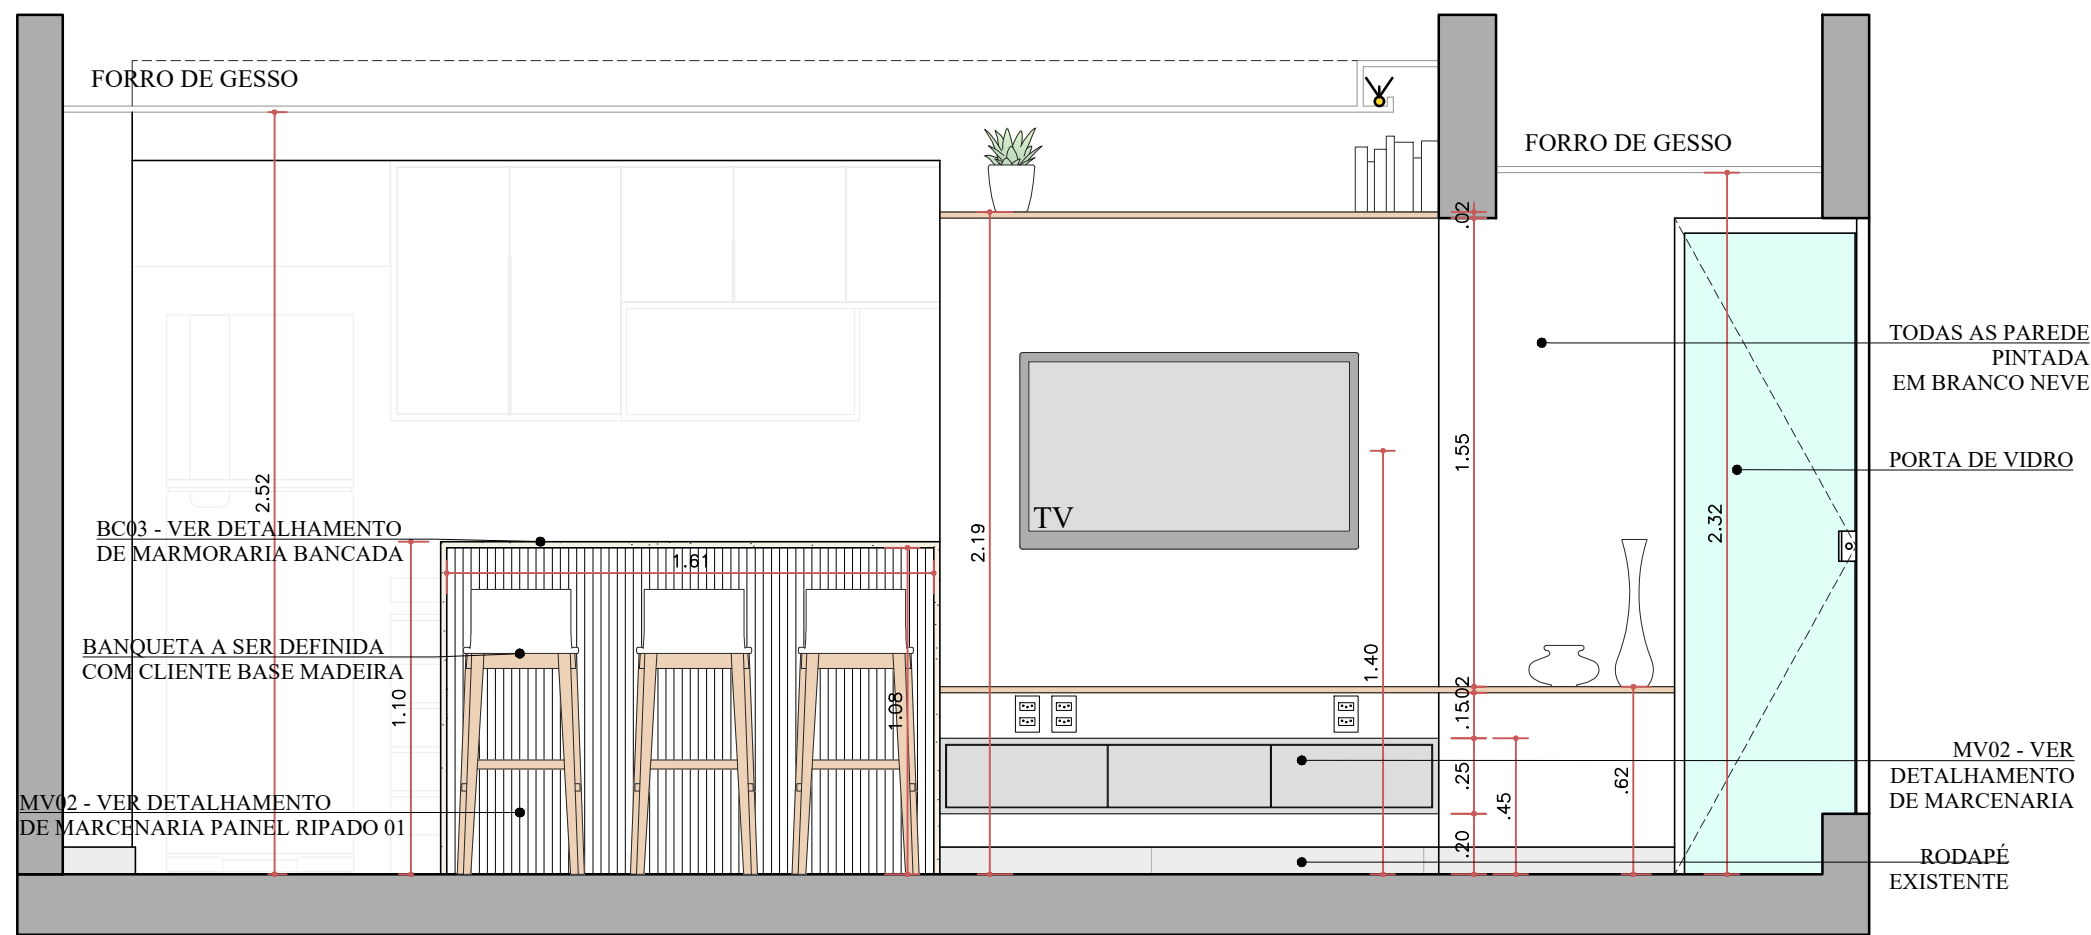 FORRO DE GESSO
FORRO DE GESSO
.02
TODAS AS PAREDE
PINTADA
EM BRANCO NEVE
1.55
PORTA DE VIDRO
2.52
TV
2.32
2.19
BC03 - VER DETALHAMENTO
DE MARMORARIA BANCADA
1.61
BANQUETA A SER DEFINIDA
COM CLIENTE BASE MADEIRA
1.40
1.10
1.08
.02
.15
MV02 - VER
DETALHAMENTO
DE MARCENARIA
.25
.45
.62
MV02 - VER DETALHAMENTO
DE MARCENARIA PAINEL RIPADO 01
.20
RODAPÉ
EXISTENTE